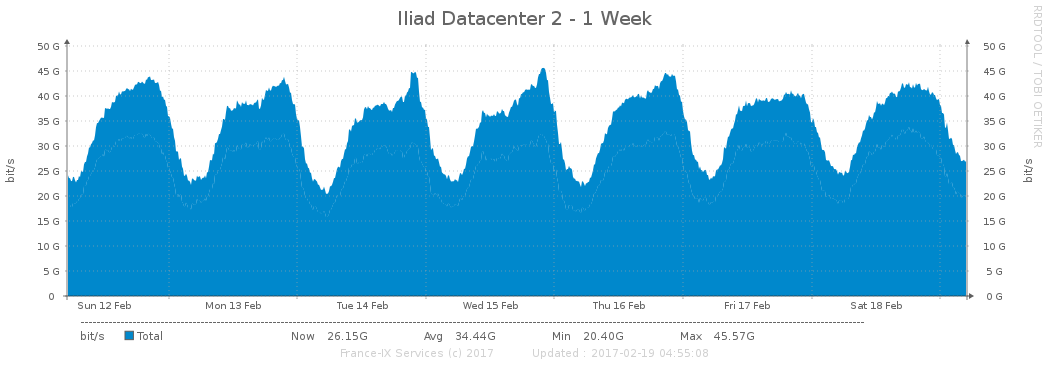 Iliad Datacenter 2 - 1 Week
RRDTOOL / TOBI OETIKER
bit/s
50 G 50 G
45 G 45 G
40 G 40 G
35 G 35 G
30 G 30 G
25 G 25 G
20 G 20 G
15 G 15 G
10 G 10 G
5 G 5 G
0 0 G
bit/s
Sun 12 Feb Mon 13 Feb Tue 14 Feb Wed 15 Feb Thu 16 Feb Fri 17 Feb Sat 18 Feb
bit/s Total Now 26.15G Avg 34.44G Min 20.40G Max 45.57G
France-IX Services (c) 2017 Updated : 2017-02-19 04:55:08